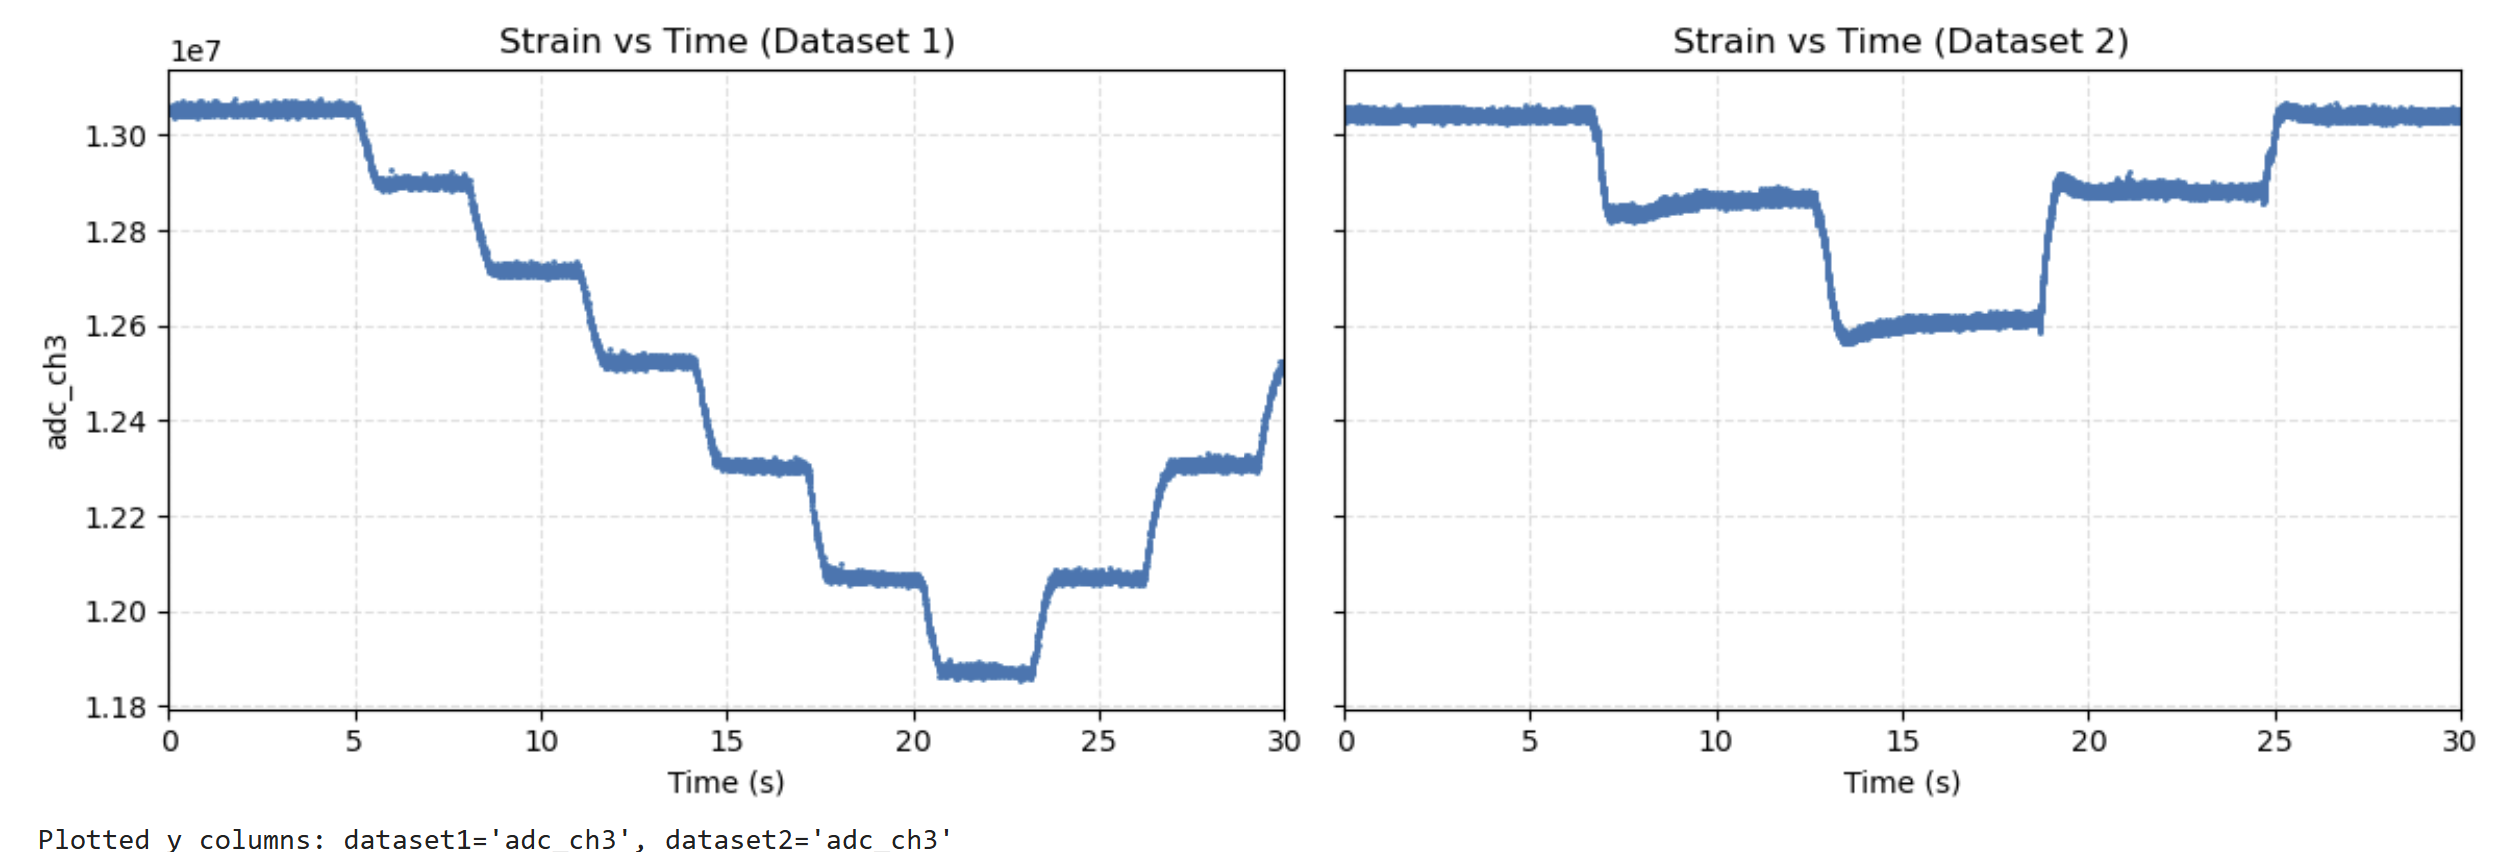 Strain vs Time (Dataset 1)
1e7
1.30
1.28
1.26
1.24
1.22
1.20
1.18
adc_ch3
0 5 10 15 20 25 30
Time (s)
Strain vs Time (Dataset 2)
0 5 10 15 20 25 30
Time (s)
Plotted y columns: dataset1='adc_ch3', dataset2='adc_ch3'